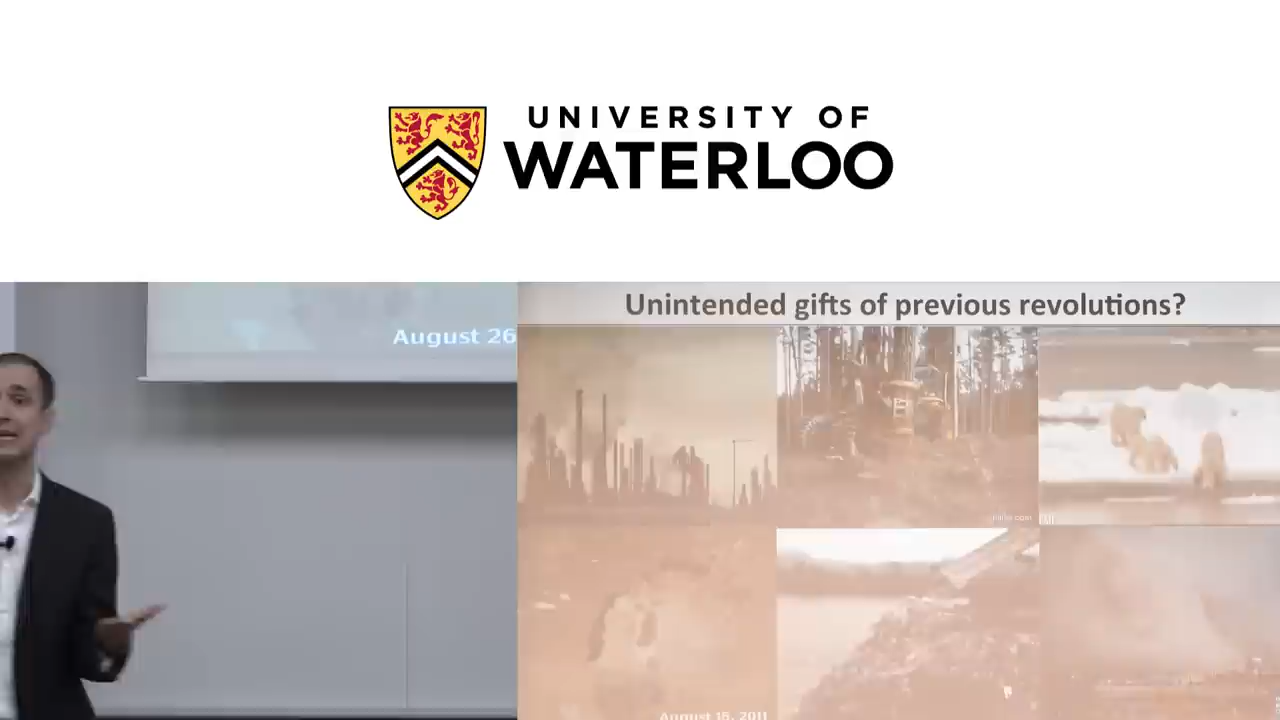 UNIVERSITY OF
WATERLOO
Unintended gifts of previous revolutions?
August 26
August 15, 2011